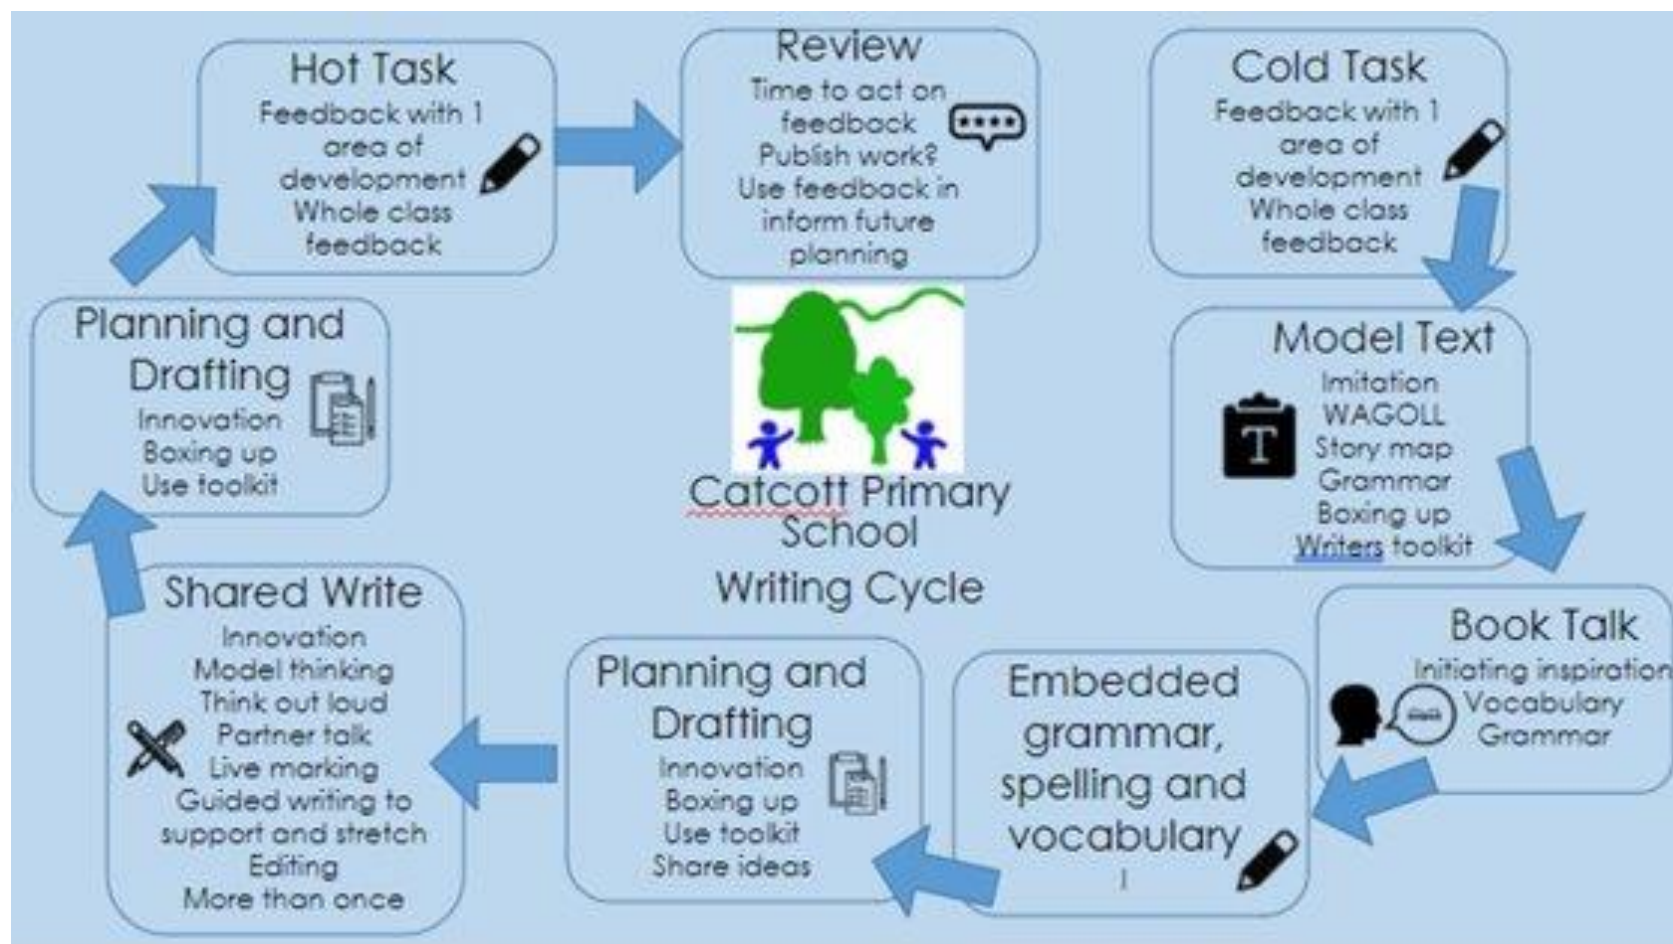 Hot Task
Feedback with 1
area of
development
Whole class
feedback
Review
Time to act on
feedback
Publish work?
Use feedback in
inform future
planning
Cold Task
Feedback with 1
area of
development
Whole class
feedback
Model Text
Imitation
WAGOLL
Story map
Grammar
Boxing up
Writers toolkit
Book Talk
Initiating inspiration
Vocabulary
Grammar
Embedded
grammar,
spelling and
vocabulary
Planning and
Drafting
Innovation
Boxing up
Use toolkit
Share ideas
Shared Write
Innovation
Model thinking
Think out loud
Partner talk
Live marking
Guided writing to
support and stretch
Editing
More than once
Planning and
Drafting
Innovation
Boxing up
Use toolkit
Catcott Primary
School
Writing Cycle